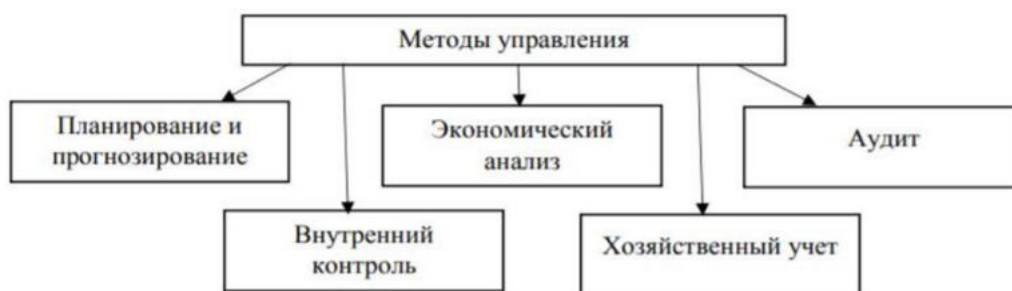 Методы управления
Планирование и
прогнозирование
Экономический
анализ
Аудит
Внутренний
контроль
Хозяйственный учет